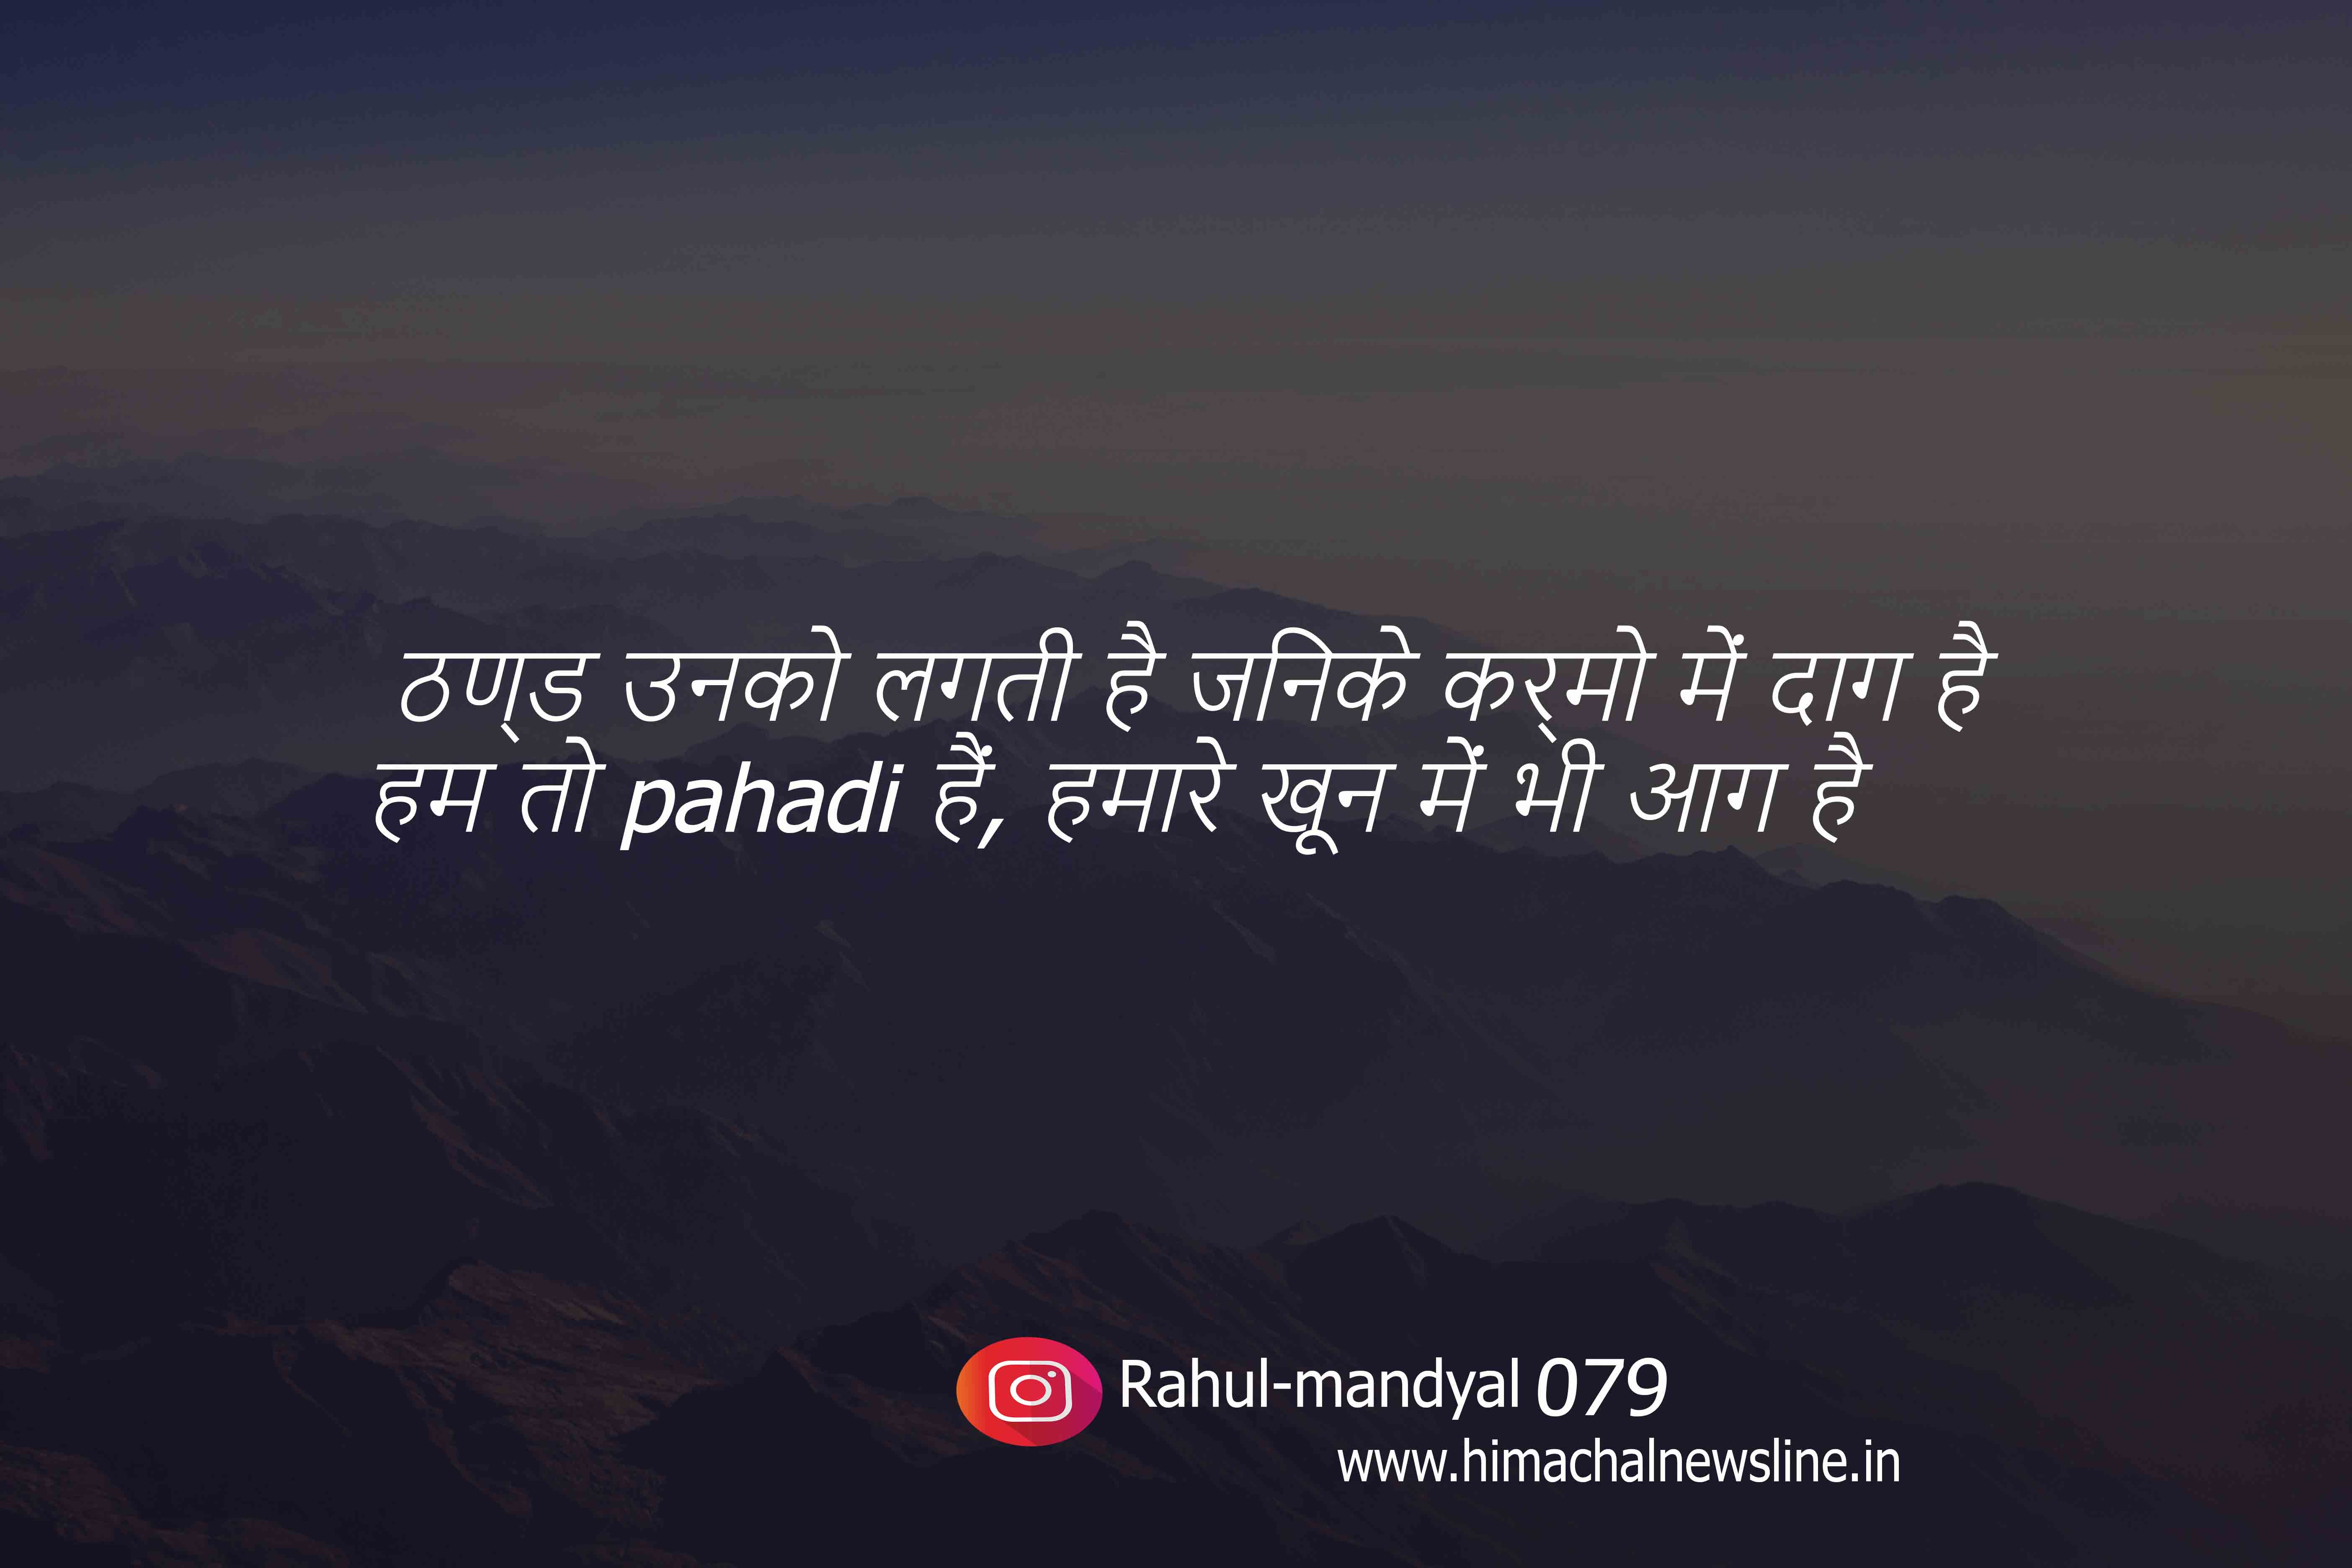 ठण्‌ड उनको लगती है जनिके कर्‌मो में दाग है
हम तो pahadi हैं, हमारे खून में भी आग है
Rahul-mandyal 079
www.himachalnewsline.in